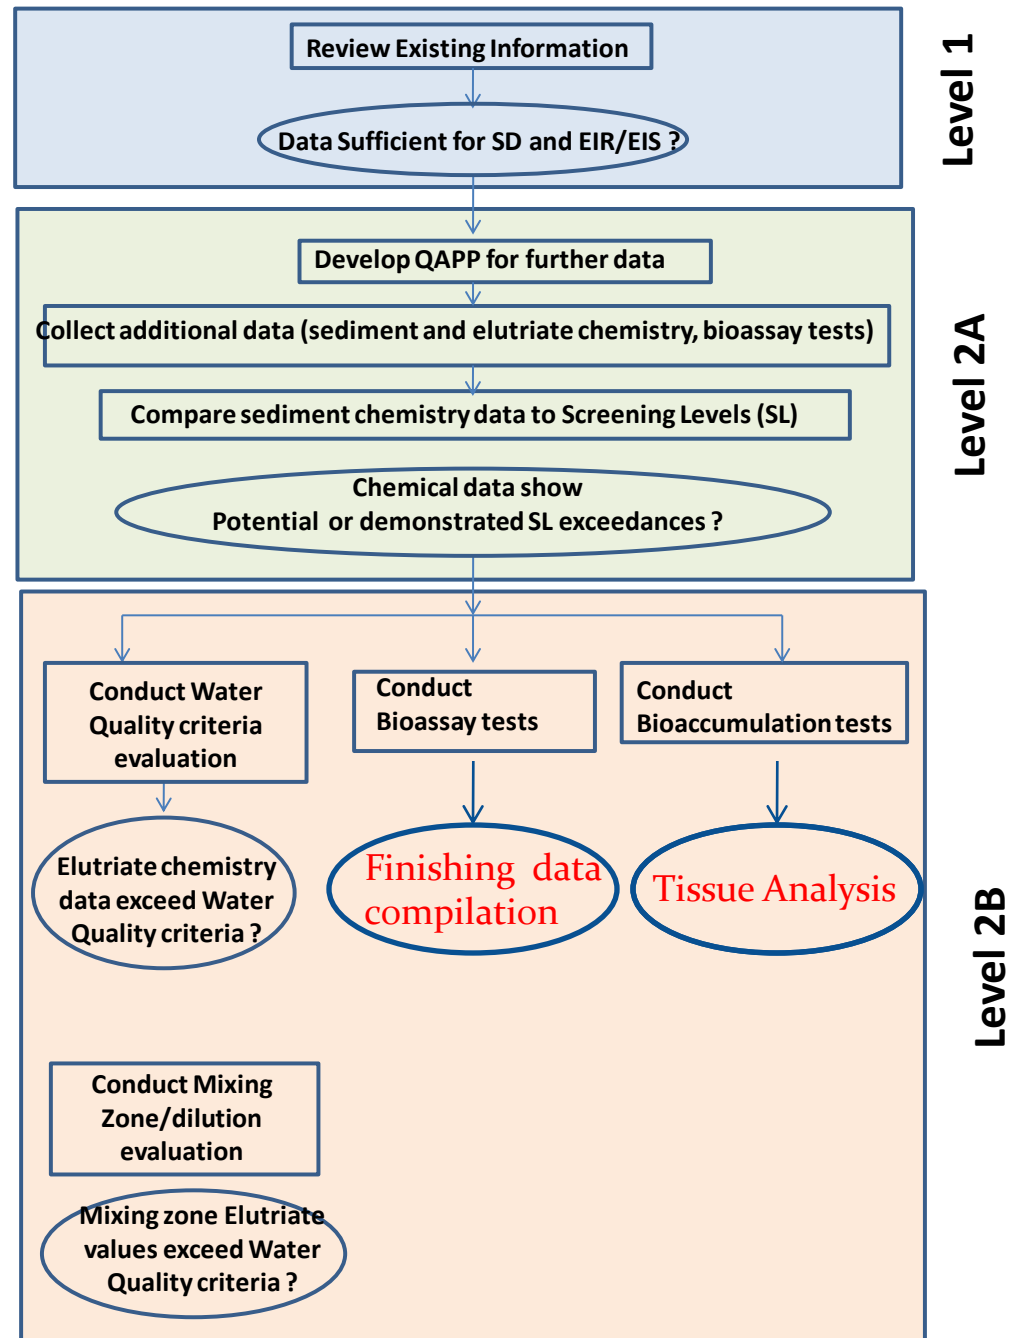 Review Existing Information
Data Sufficient for SD and EIR/EIS ?
Level 1
Develop QAPP for further data
Collect additional data (sediment and elutriate chemistry, bioassay tests)
Compare sediment chemistry data to Screening Levels (SL)
Chemical data show
Potential or demonstrated SL exceedances ?
Level 2A
Conduct Water
Quality criteria
evaluation
Conduct
Bioassay tests
Conduct
Bioaccumulation tests
Elutriate chemistry
data exceed Water
Quality criteria ?
Finishing data
compilation
Tissue Analysis
Level 2B
Conduct Mixing
Zone/dilution
evaluation
Mixing zone Elutriate
values exceed Water
Quality criteria ?